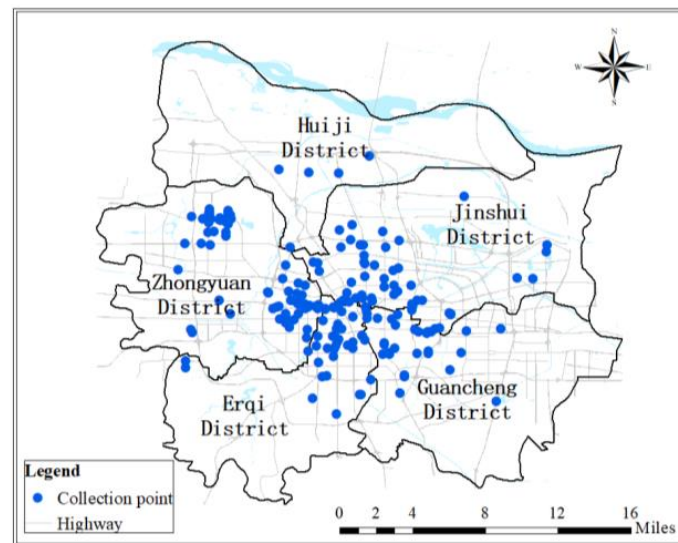 N
W E
S
Huiji
District
Jinshui
District
Zhongyuan
District
Guancheng
District
Erqi
District
Legend
Collection point
Highway
0 2 4 8 12 16
Miles